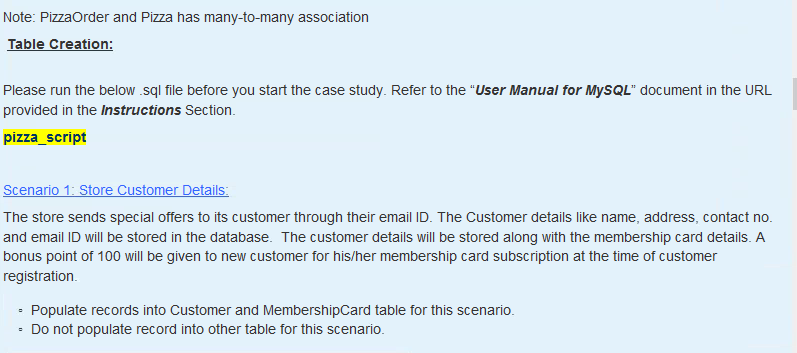 Note: PizzaOrder and Pizza has many-to-many association
Table Creation:
Please run the below .sql file before you start the case study. Refer to the “User Manual for MySQL” document in the URL
provided in the Instructions Section.
pizza_script
Scenario 1: Store Customer Details:
The store sends special offers to its customer through their email ID. The Customer details like name, address, contact no.
and email ID will be stored in the database.  The customer details will be stored along with the membership card details. A
bonus point of 100 will be given to new customer for his/her membership card subscription at the time of customer
registration.
◦ Populate records into Customer and MembershipCard table for this scenario.
◦ Do not populate record into other table for this scenario.